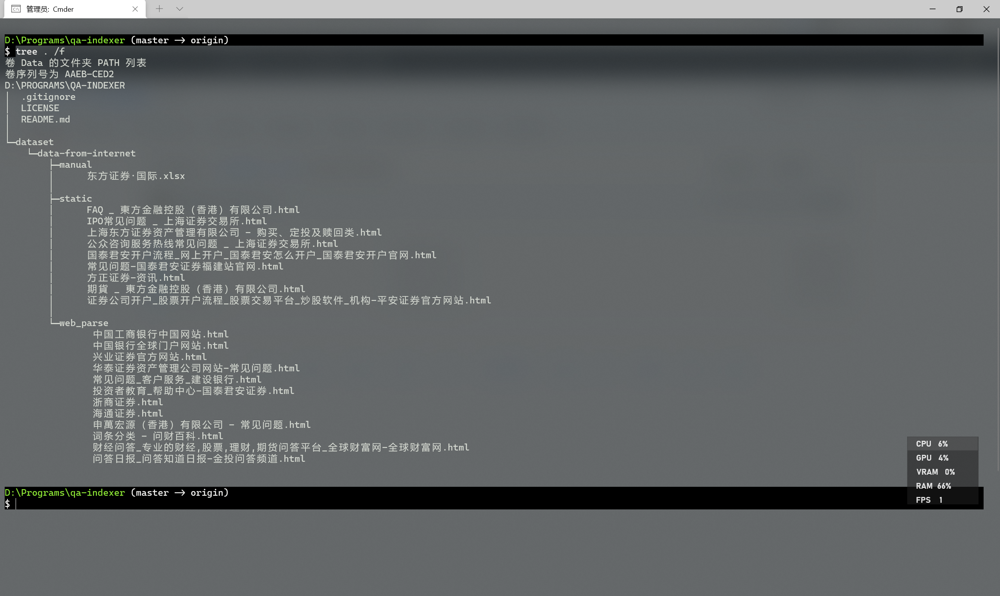 管理员: Cmder
D:\Programs\qa-indexer (master -> origin)
$ tree . /f
卷 Data 的文件夹 PATH 列表
卷序列号为 AAEB-CED2
D:\PROGRAMS\QA-INDEXER
│  .gitignore
│  LICENSE
│  README.md
│
└─dataset
    └─data-from-internet
        ├─manual
        │      东方证券·国际.xlsx
        │
        ├─static
        │      FAQ _ 東方金融控股（香港）有限公司.html
        │      IPO常见问题 _ 上海证券交易所.html
        │      上海东方证券资产管理有限公司 - 购买、定投及赎回类.html
        │      公众咨询服务热线常见问题 _ 上海证券交易所.html
        │      国泰君安开户流程_网上开户_国泰君安怎么开户_国泰君安开户官网.html
        │      常见问题-国泰君安证券福建站官网.html
        │      方正证券-资讯.html
        │      期貨 _ 東方金融控股（香港）有限公司.html
        │      证券公司开户_股票开户流程_股票交易平台_炒股软件_机构-平安证券官方网站.html
        │
        └─web_parse
                中国工商银行中国网站.html
                中国银行全球门户网站.html
                兴业证券官方网站.html
                华泰证券资产管理公司网站-常见问题.html
                常见问题_客户服务_建设银行.html
                投资者教育_帮助中心-国泰君安证券.html
                浙商证券.html
                海通证券.html
                申萬宏源（香港）有限公司 - 常见问题.html
                词条分类 - 问财百科.html
                财经问答_专业的财经,股票,理财,期货问答平台_全球财富网-全球财富网.html
                问答日报_问答知道日报-金投问答频道.html
D:\Programs\qa-indexer (master -> origin)
$
CPU 6%
GPU 4%
VRAM 0%
RAM 66%
FPS 1